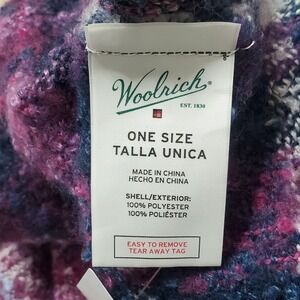 Woolrich®
EST. 1830
ONE SIZE
TALLA UNICA
MADE IN CHINA
HECHO EN CHINA
SHELL/EXTERIOR:
100% POLYESTER
100% POLIÉSTER
EASY TO REMOVE
TEAR AWAY TAG